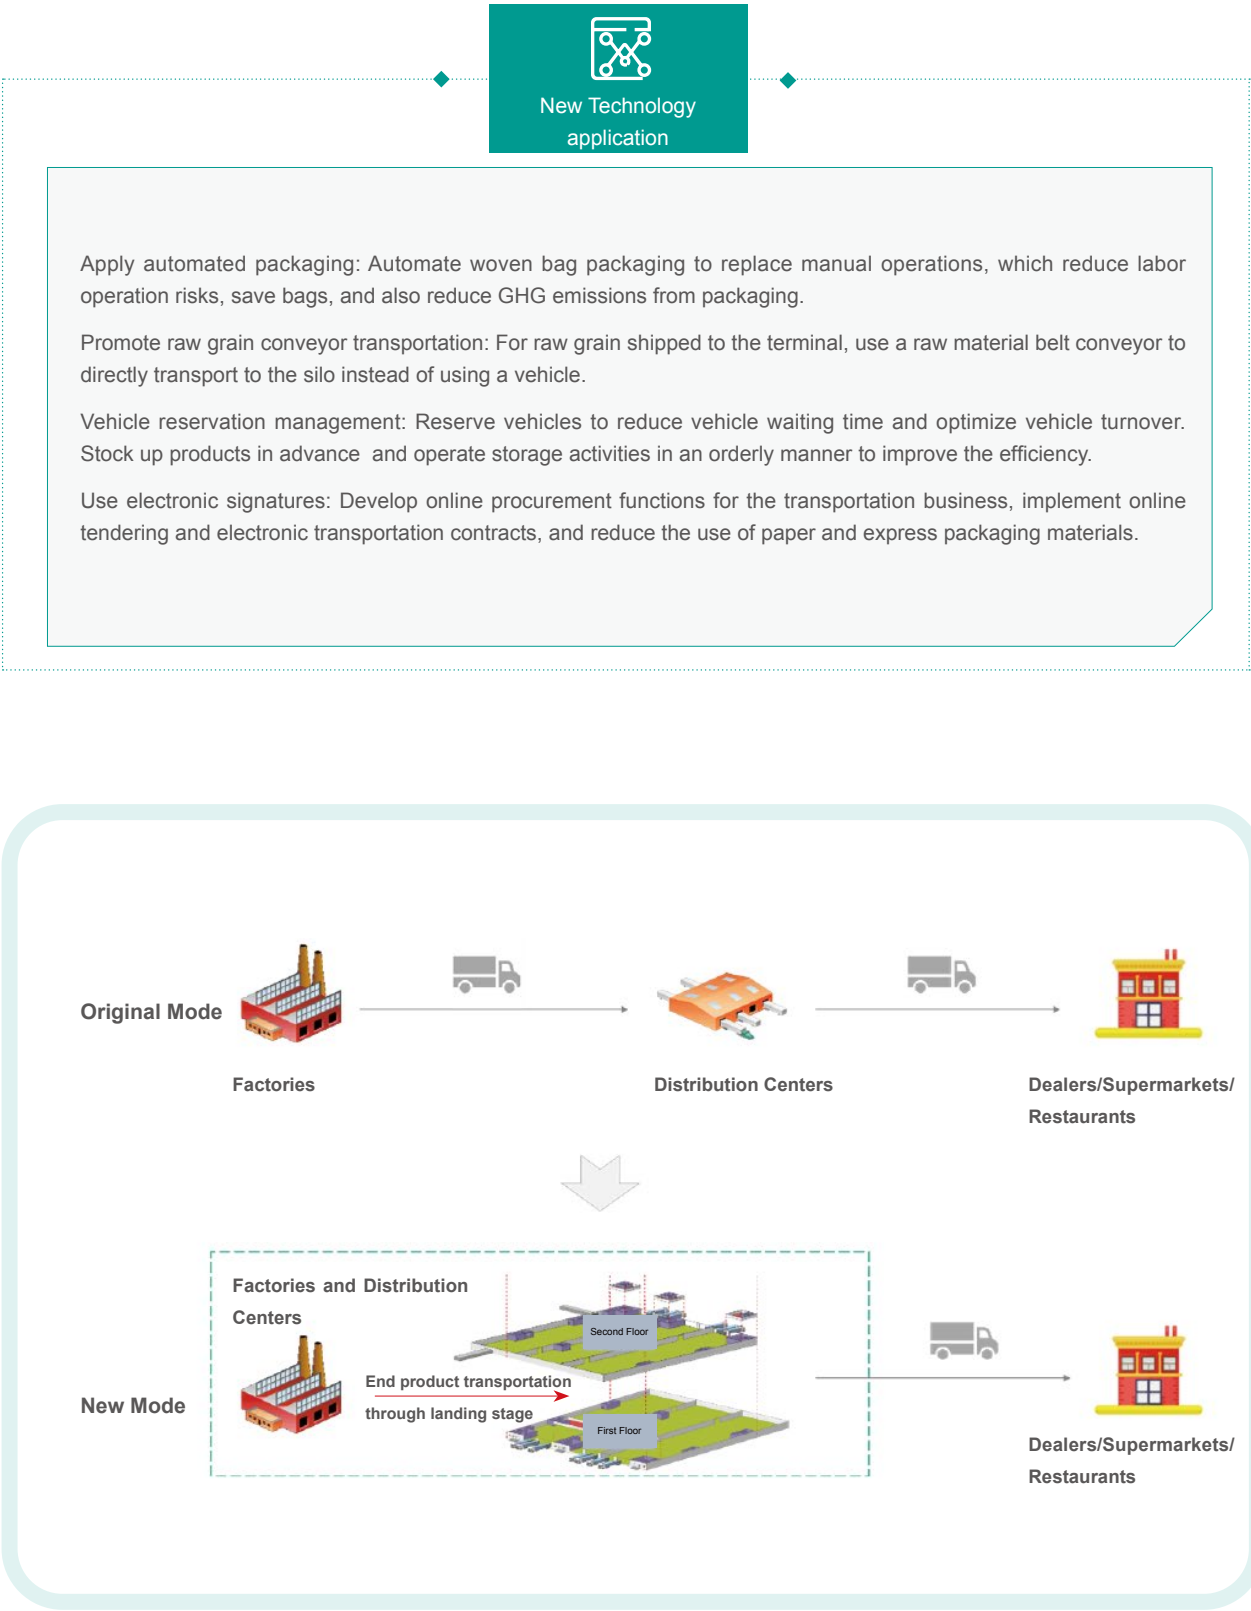 New Technology
application
Apply automated packaging: Automate woven bag packaging to replace manual operations, which reduce labor
operation risks, save bags, and also reduce GHG emissions from packaging.
Promote raw grain conveyor transportation: For raw grain shipped to the terminal, use a raw material belt conveyor to
directly transport to the silo instead of using a vehicle.
Vehicle reservation management: Reserve vehicles to reduce vehicle waiting time and optimize vehicle turnover.
Stock up products in advance and operate storage activities in an orderly manner to improve the efficiency.
Use electronic signatures: Develop online procurement functions for the transportation business, implement online
tendering and electronic transportation contracts, and reduce the use of paper and express packaging materials.
Original Mode
Factories
Distribution Centers
Dealers/Supermarkets/
Restaurants
Factories and Distribution
Centers
Second Floor
End product transportation
through landing stage
First Floor
New Mode
Dealers/Supermarkets/
Restaurants